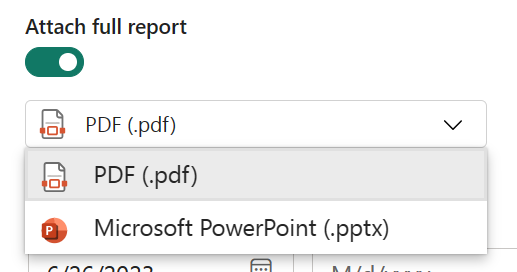 Attach full report
PDF (.pdf)
PDF (.pdf)
Microsoft PowerPoint (.pptx)